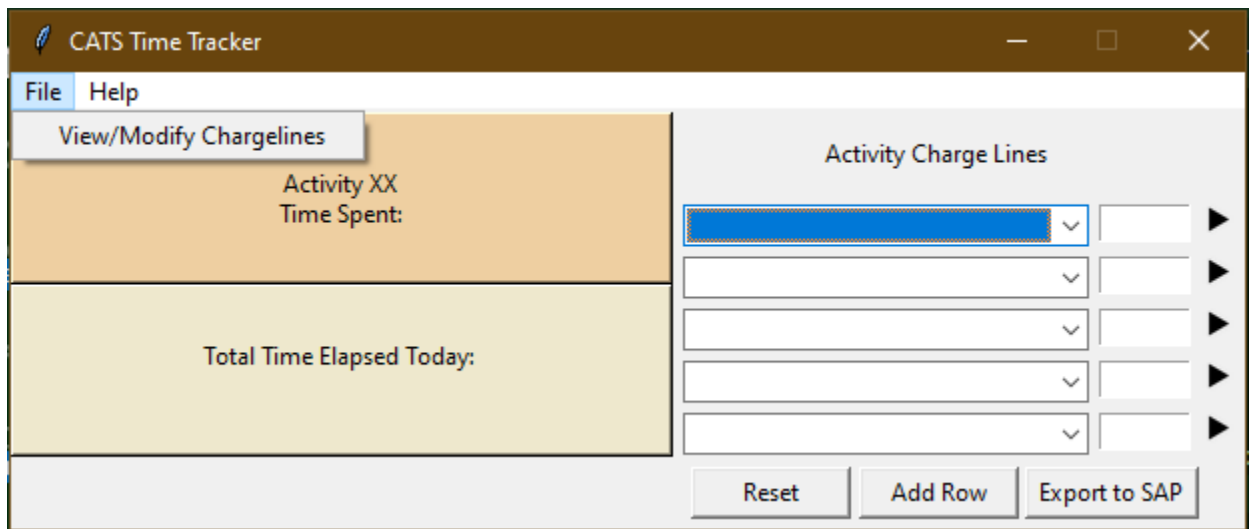 CATS Time Tracker
File Help
View/Modify Chargelines
Activity XX
Time Spent:
Total Time Elapsed Today:
Activity Charge Lines
Reset Add Row Export to SAP